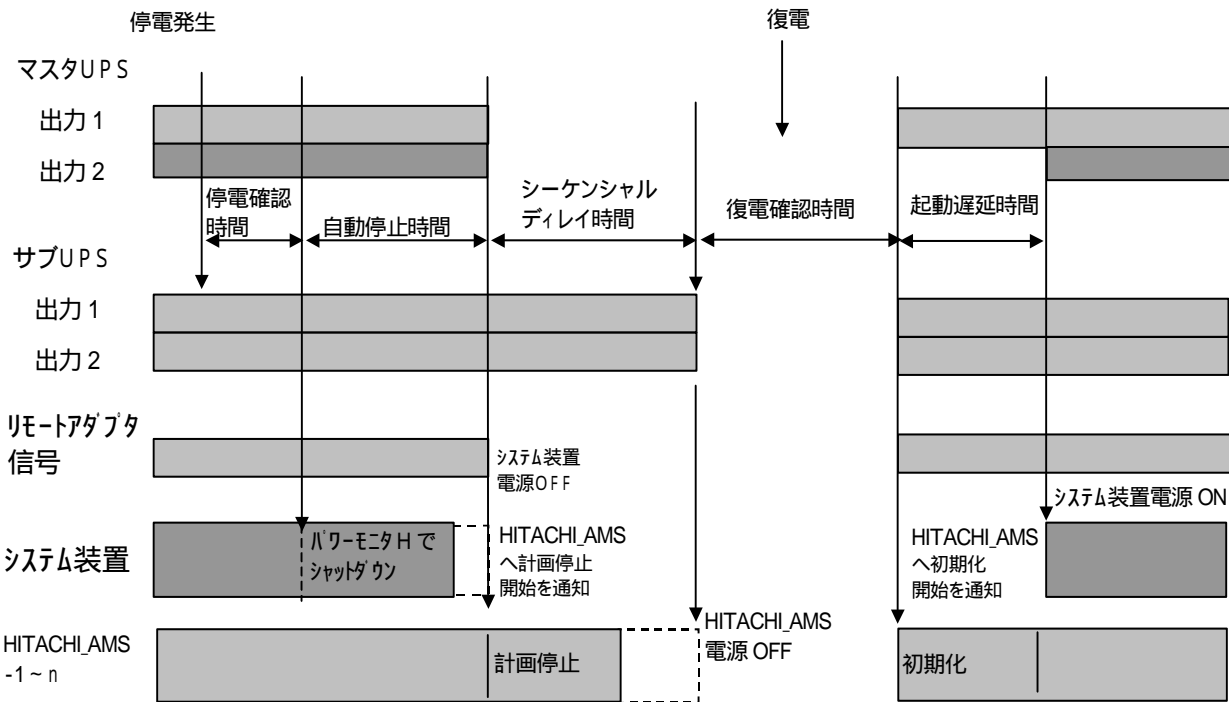 停電発生
復電
マスタUPS
出力 1
出力 2
停電確認
時間
自動停止時間
シーケンシャル
ディレイ時間
復電確認時間
起動遅延時間
サブUPS
出力 1
出力 2
ﾘﾓｰﾄｱﾀﾞﾌﾟﾀ
信号
ｼｽﾃﾑ装置
電源OFF
ｼｽﾃﾑ装置電源 ON
ｼｽﾃﾑ装置
ﾊﾟﾜｰﾓﾆﾀ H で
ｼｬｯﾄﾀﾞｳﾝ
HITACHI_AMS
へ計画停止
開始を通知
HITACHI_AMS
へ初期化
開始を通知
HITACHI_AMS
-1 ~ n
計画停止
HITACHI_AMS
電源 OFF
初期化